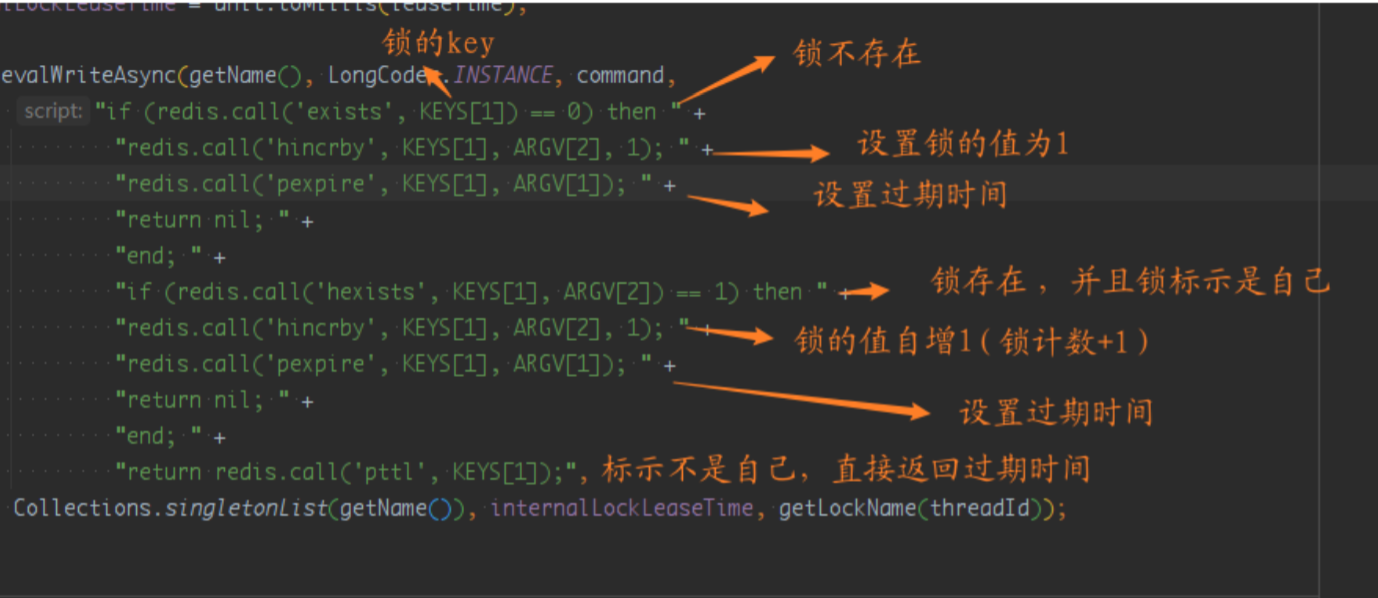 lLockLeaseTime = unit.toMillis(leaseTime);
锁的key
锁不存在
evalWriteAsync(getName(), LongCodec.INSTANCE, command,
script: "if (redis.call('exists', KEYS[1]) == 0) then " +
"redis.call('hincrby', KEYS[1], ARGV[2], 1); " + 设置锁的值为1
"redis.call('pexpire', KEYS[1], ARGV[1]); " + 设置过期时间
"return nil; " +
"end; " +
"if (redis.call('hexists', KEYS[1], ARGV[2]) == 1) then " + 锁存在，并且锁标示是自己
"redis.call('hincrby', KEYS[1], ARGV[2], 1); " + 锁的值自增1(锁计数+1)
"redis.call('pexpire', KEYS[1], ARGV[1]); " +
"return nil; " + 设置过期时间
"end; " +
"return redis.call('pttl', KEYS[1]);", 标示不是自己，直接返回过期时间
Collections.singletonList(getName()), internalLockLeaseTime, getLockName(threadId));